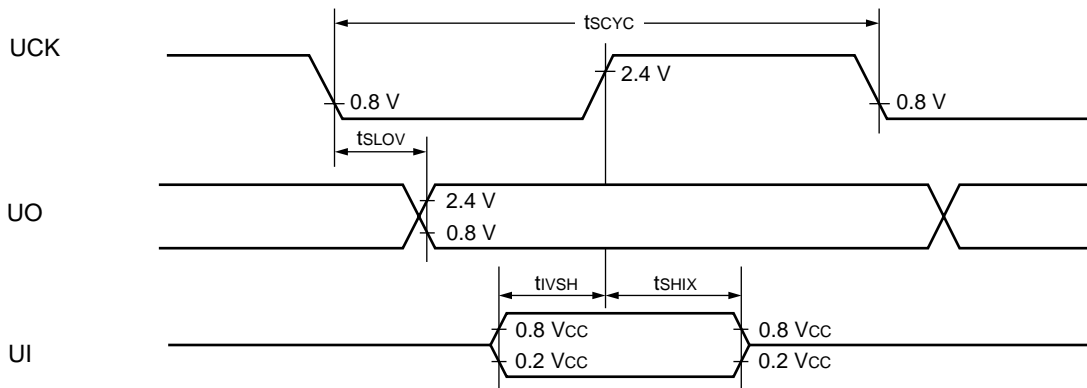 tSCYC
UCK
2.4 V
0.8 V
0.8 V
tSLOV
2.4 V
UO
0.8 V
tIVSH
tSHIX
0.8 VCC
0.8 VCC
UI
0.2 VCC
0.2 VCC